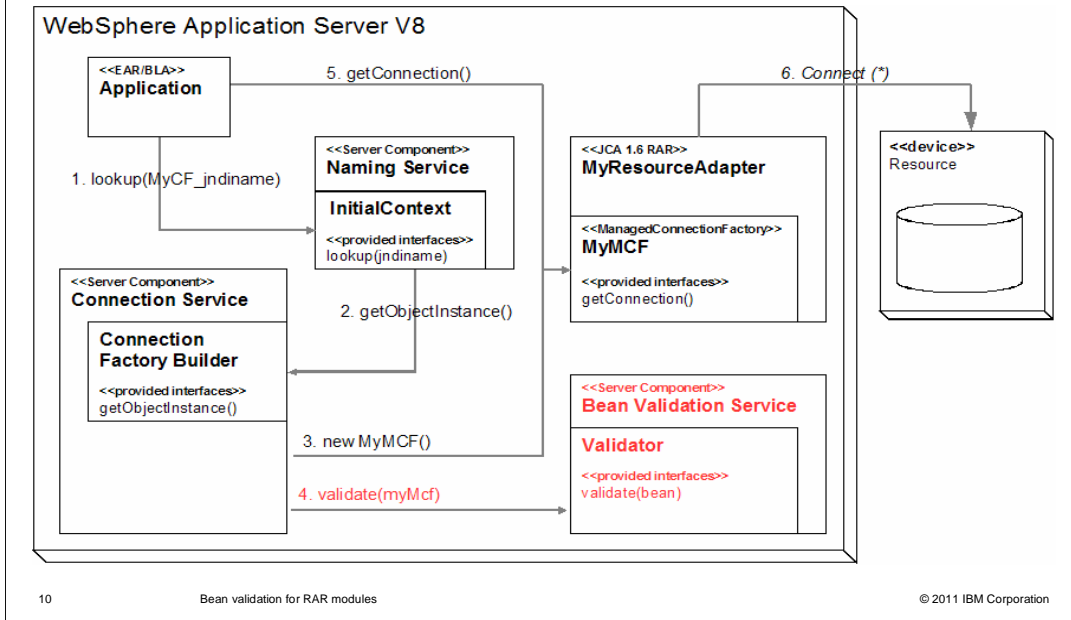 WebSphere Application Server V8
<<EAR/BLA>>
Application
5. getConnection()
6. Connect (*)
1. lookup(MyCF_jndiname)
<<Server Component>>
Naming Service
InitialContext
<<provided interfaces>>
lookup(jndiname)
<<JCA 1.6 RAR>>
MyResourceAdapter
<<ManagedConnectionFactory>>
MyMCF
<<provided interfaces>>
getConnection()
<<device>>
Resource
<<Server Component>>
Connection Service
Connection
Factory Builder
<<provided interfaces>>
getObjectInstance()
2. getObjectInstance()
3. new MyMCF()
4. validate(myMcf)
<<Server Component>>
Bean Validation Service
Validator
<<provided interfaces>>
validate(bean)
10
Bean validation for RAR modules
© 2011 IBM Corporation